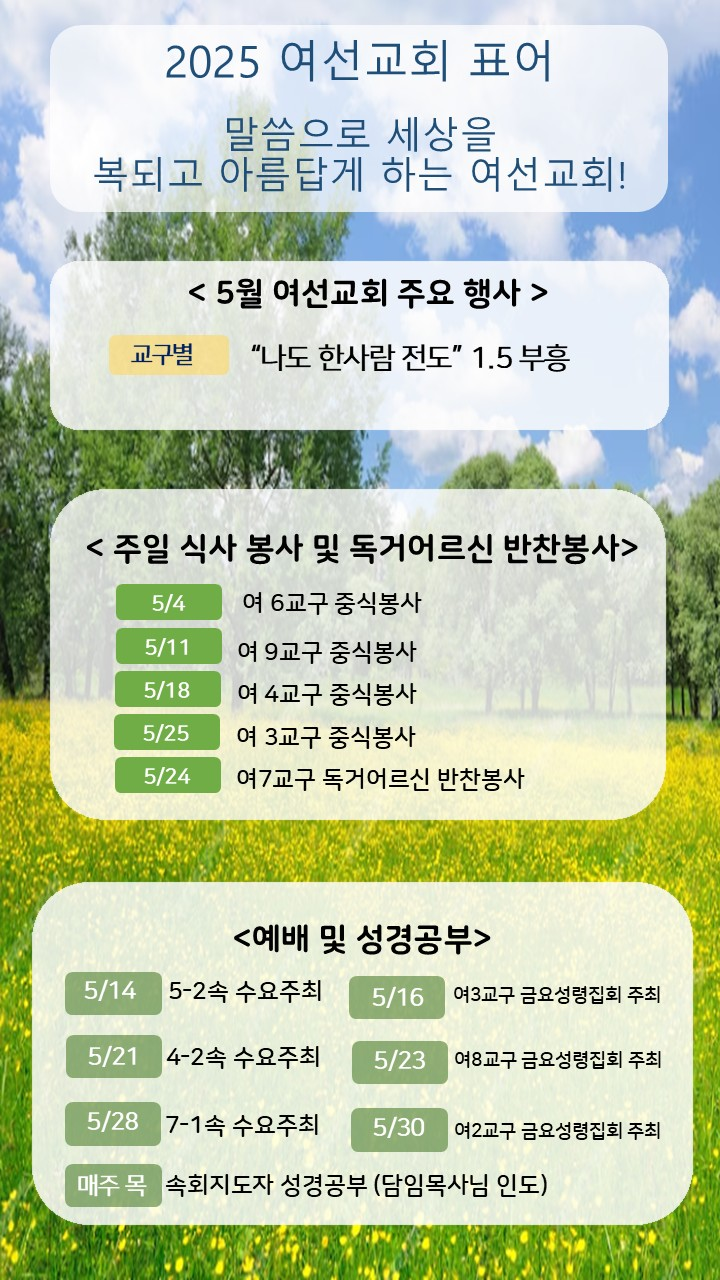 2025 여선교회 표어
말씀으로 세상을
복되고 아름답게 하는 여선교회!
< 5월 여선교회 주요 행사 >
교구별 “나도 한사람 전도” 1.5 부흥
< 주일 식사 봉사 및 독거어르신 반찬봉사>
5/4 여 6교구 중식봉사
5/11 여 9교구 중식봉사
5/18 여 4교구 중식봉사
5/25 여 3교구 중식봉사
5/24 여7교구 독거어르신 반찬봉사
<예배 및 성경공부>
5/14 5-2속 수요주최 5/16 여3교구 금요성령집회 주최
5/21 4-2속 수요주최 5/23 여8교구 금요성령집회 주최
5/28 7-1속 수요주최 5/30 여2교구 금요성령집회 주최
매주 목 속회지도자 성경공부 (담임목사님 인도)